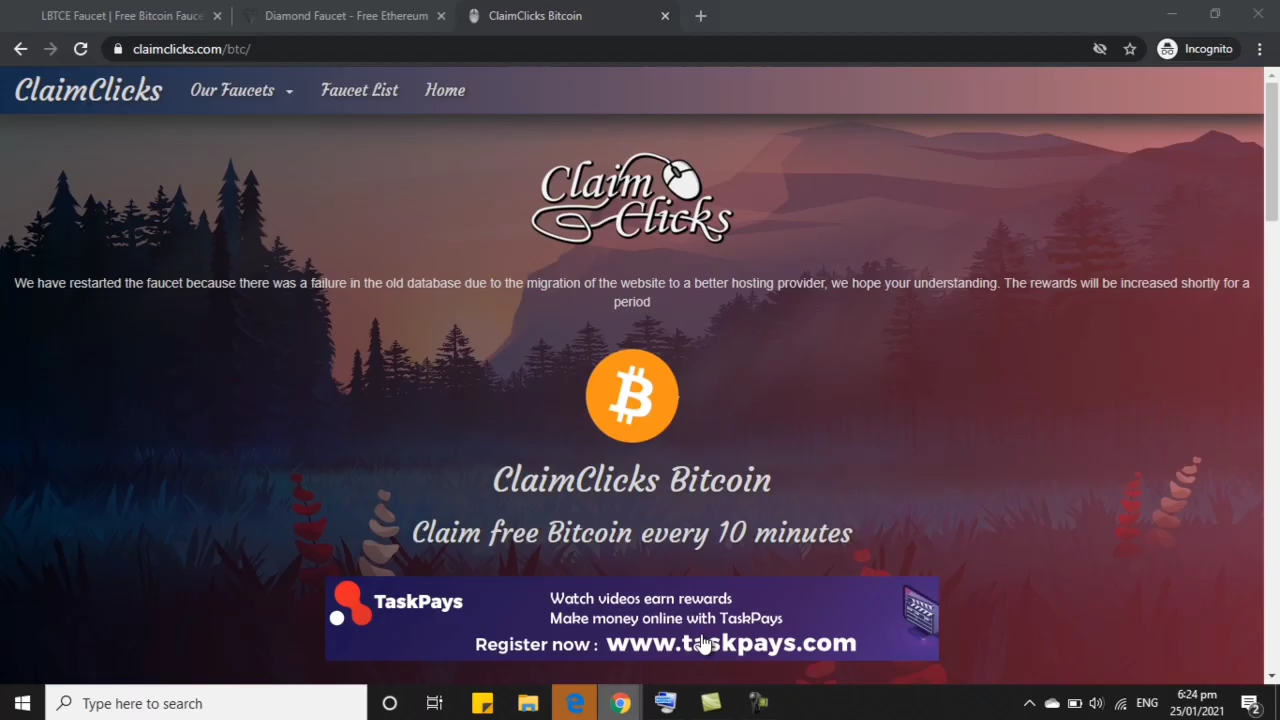 LBTCE Faucet | Free Bitcoin Fauce
Diamond Faucet - Free Ethereum
ClaimClicks Bitcoin
claimclicks.com/btc/
Incognito
ClaimClicks
Our Faucets
Faucet List
Home
Claim
Clicks
We have restarted the faucet because there was a failure in the old database due to the migration of the website to a better hosting provider, we hope your understanding. The rewards will be increased shortly for a
period
ClaimClicks Bitcoin
Claim free Bitcoin every 10 minutes
TaskPays
Watch videos earn rewards
Make money online with TaskPays
Register now : www.taskpays.com
Type here to search
ENG
6:24 pm
25/01/2021
2